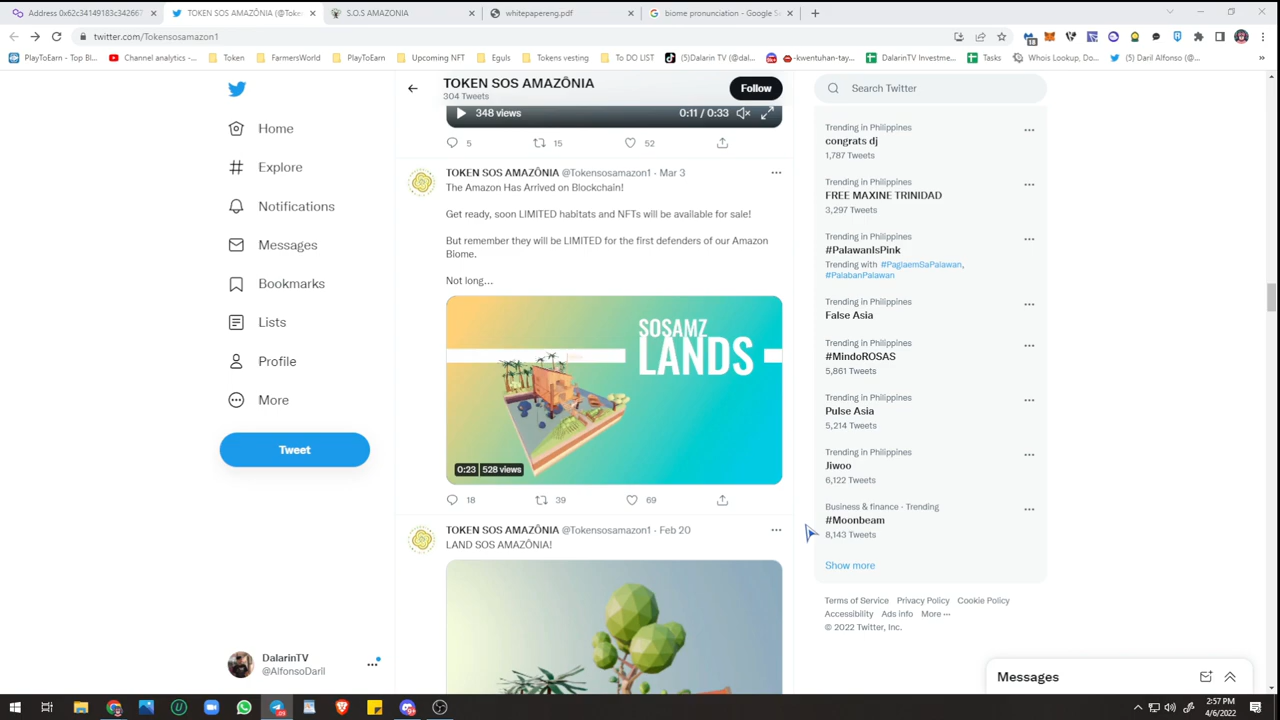 Address 0x62c34149183c342667
TOKEN SOS AMAZÔNIA (@Toke
S.O.S AMAZONIA
whitepapereng.pdf
biome pronunciation - Google S
twitter.com/Tokensosamazon1
PlayToEarn - Top Bl...
Channel analytics -...
Token
FarmersWorld
PlayToEarn
Upcoming NFT
Eguls
Tokens vesting
To DO LIST
Dalarin TV (@dal...
-kwentuhan-tay...
DalarinTV Investme...
Tasks
Whois Lookup, Do...
(5) Daril Alfonso (@...
Home
Explore
Notifications
Messages
Bookmarks
Lists
Profile
More
Tweet
DalarinTV
@AlfonsoDaril
TOKEN SOS AMAZÔNIA
304 Tweets
Follow
348 views
0:11 / 0:33
5 15 52
TOKEN SOS AMAZÔNIA @Tokensosamazon1 · Mar 3
The Amazon Has Arrived on Blockchain!
Get ready, soon LIMITED habitats and NFTs will be available for sale!
But remember they will be LIMITED for the first defenders of our Amazon
Biome.
Not long...
SOSAMZ
LANDS
0:23 528 views
18 39 69
TOKEN SOS AMAZÔNIA @Tokensosamazon1 · Feb 20
LAND SOS AMAZÔNIA!
Search Twitter
Trending in Philippines
congrats dj
1,787 Tweets
Trending in Philippines
FREE MAXINE TRINIDAD
3,297 Tweets
Trending in Philippines
#PalawanIsPink
Trending with #PaglaemSaPalawan,
#PalabanPalawan
Trending in Philippines
False Asia
Trending in Philippines
#MindoROSAS
5,861 Tweets
Trending in Philippines
Pulse Asia
5,214 Tweets
Trending in Philippines
Jiwoo
6,122 Tweets
Business & finance · Trending
#Moonbeam
8,143 Tweets
Show more
Terms of Service Privacy Policy Cookie Policy
Accessibility Ads info More ···
© 2022 Twitter, Inc.
Messages
2:57 PM
4/6/2022